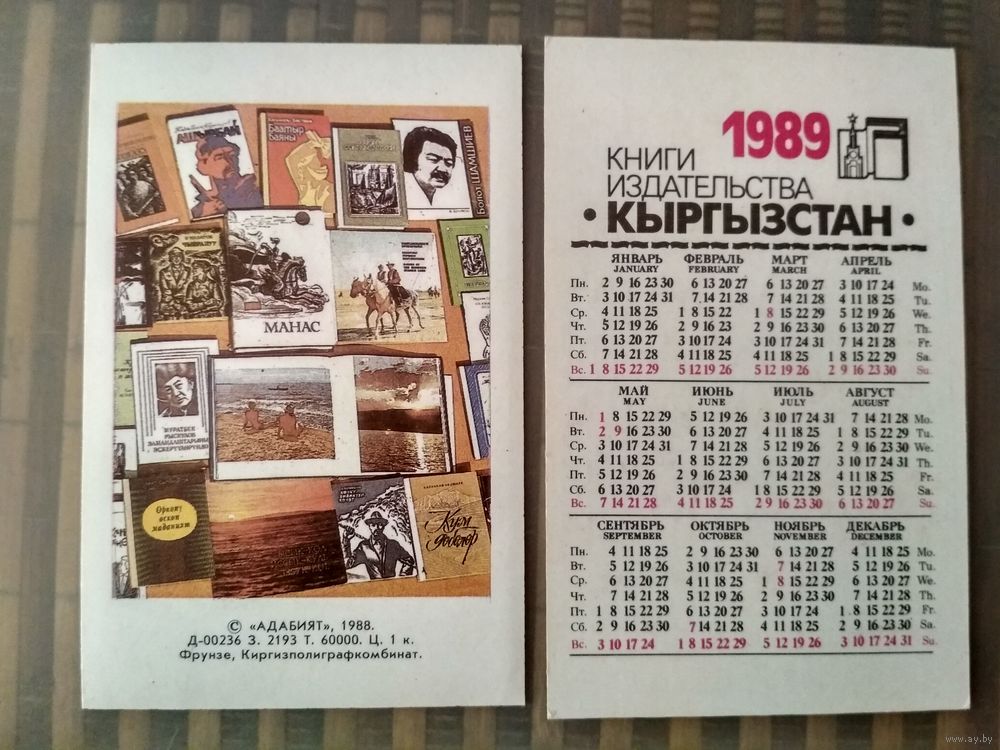 Баатыр
Баяны
Болот ШАМШИЕВ
ЧЫҢЫРУУ
МАНАС
МУРАТБЕК
РЫСКУЛОВ
Өркөнү
өскөн
маданият
Кум
дөбөлөр
© «АДАБИЯТ», 1988.
Д-00236 З. 2193 Т. 60000. Ц. 1 к.
Фрунзе, Киргизполиграфкомбинат.
1989
КНИГИ
ИЗДАТЕЛЬСТВА
• КЫРГЫЗСТАН •
ЯНВАРЬ ФЕВРАЛЬ МАРТ АПРЕЛЬ
JANUARY FEBRUARY MARCH APRIL
Пн. 2 9 16 23 30 6 13 20 27 6 13 20 27 3 10 17 24 Mo.
Вт. 3 10 17 24 31 7 14 21 28 7 14 21 28 4 11 18 25 Tu.
Ср. 4 11 18 25 1 8 15 22 1 8 15 22 29 5 12 19 26 We.
Чт. 5 12 19 26 2 9 16 23 2 9 16 23 30 6 13 20 27 Th.
Пт. 6 13 20 27 3 10 17 24 3 10 17 24 31 7 14 21 28 Fr.
Сб. 7 14 21 28 4 11 18 25 4 11 18 25 1 8 15 22 29 Sa.
Вс. 1 8 15 22 29 5 12 19 26 5 12 19 26 2 9 16 23 30 Su.
МАЙ ИЮНЬ ИЮЛЬ АВГУСТ
MAY JUNE JULY AUGUST
Пн. 1 8 15 22 29 5 12 19 26 3 10 17 24 31 7 14 21 28 Mo.
Вт. 2 9 16 23 30 6 13 20 27 4 11 18 25 1 8 15 22 29 Tu.
Ср. 3 10 17 24 31 7 14 21 28 5 12 19 26 2 9 16 23 30 We.
Чт. 4 11 18 25 1 8 15 22 29 6 13 20 27 3 10 17 24 31 Th.
Пт. 5 12 19 26 2 9 16 23 30 7 14 21 28 4 11 18 25 Fr.
Сб. 6 13 20 27 3 10 17 24 1 8 15 22 29 5 12 19 26 Sa.
Вс. 7 14 21 28 4 11 18 25 2 9 16 23 30 6 13 20 27 Su.
СЕНТЯБРЬ ОКТЯБРЬ НОЯБРЬ ДЕКАБРЬ
SEPTEMBER OCTOBER NOVEMBER DECEMBER
Пн. 4 11 18 25 2 9 16 23 30 6 13 20 27 4 11 18 25 Mo.
Вт. 5 12 19 26 3 10 17 24 31 7 14 21 28 5 12 19 26 Tu.
Ср. 6 13 20 27 4 11 18 25 1 8 15 22 29 6 13 20 27 We.
Чт. 7 14 21 28 5 12 19 26 2 9 16 23 30 7 14 21 28 Th.
Пт. 1 8 15 22 29 6 13 20 27 3 10 17 24 1 8 15 22 29 Fr.
Сб. 2 9 16 23 30 7 14 21 28 4 11 18 25 2 9 16 23 30 Sa.
Вс. 3 10 17 24 1 8 15 22 29 5 12 19 26 3 10 17 24 31 Su.
www.ay.by